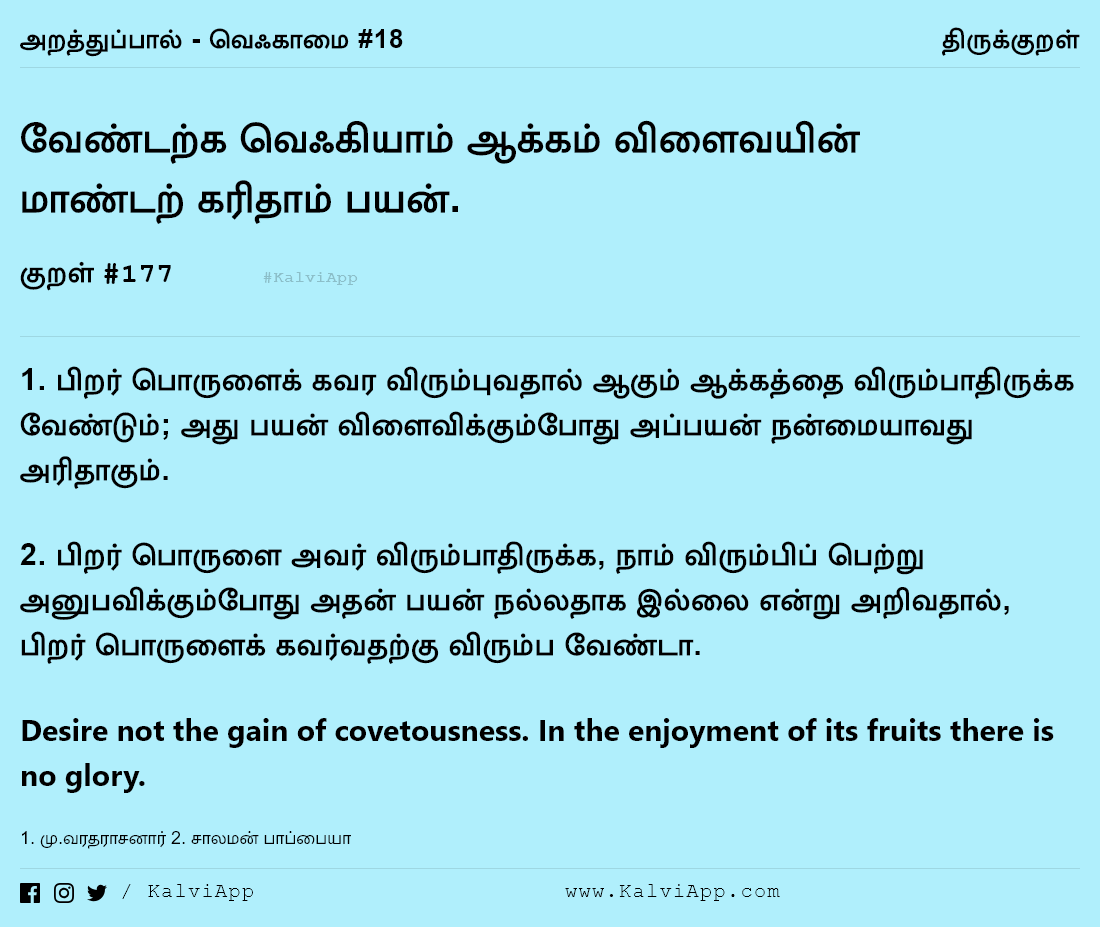 அறத்துப்பால் - வெஃகாமை #18
திருக்குறள்
வேண்டற்க வெஃகியாம் ஆக்கம் விளைவயின்
மாண்டற் கரிதாம் பயன்.
குறள் #177
#KalviApp
1. பிறர் பொருளைக் கவர விரும்புவதால் ஆகும் ஆக்கத்தை விரும்பாதிருக்க
வேண்டும்; அது பயன் விளைவிக்கும்போது அப்பயன் நன்மையாவது
அரிதாகும்.
2. பிறர் பொருளை அவர் விரும்பாதிருக்க, நாம் விரும்பிப் பெற்று
அனுபவிக்கும்போது அதன் பயன் நல்லதாக இல்லை என்று அறிவதால்,
பிறர் பொருளைக் கவர்வதற்கு விரும்ப வேண்டா.
Desire not the gain of covetousness. In the enjoyment of its fruits there is
no glory.
1. மு.வரதராசனார் 2. சாலமன் பாப்பையா
/ KalviApp
www.KalviApp.com